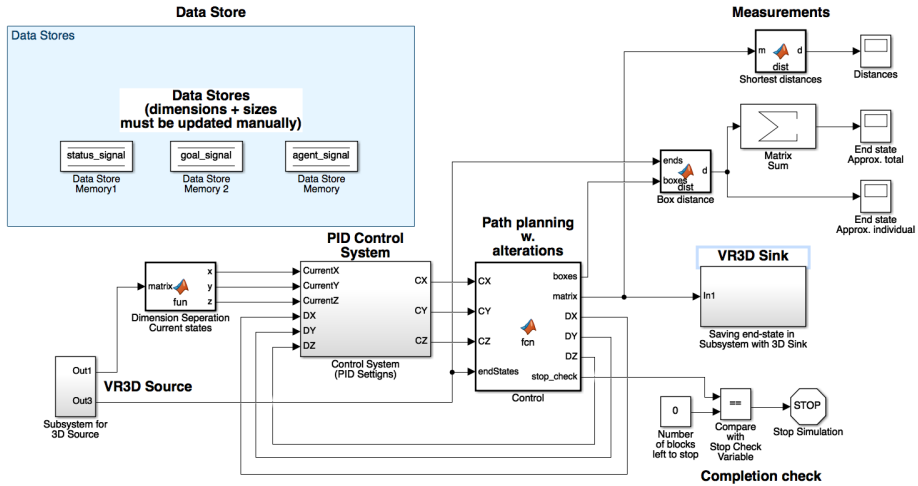 Data Store
Data Stores
Data Stores
(dimensions + sizes
must be updated manually)
status_signal
goal_signal
agent_signal
Data Store
Memory1
Data Store
Memory 2
Data Store
Memory
Measurements
m
d
dist
Shortest distances
Distances
Matrix
Sum
End state
Approx. total
ends
boxes
d
dist
Box distance
End state
Approx. individual
PID Control
System
CurrentX
CurrentY
CurrentZ
DX
DY
DZ
CX
CY
CZ
Control System
(PID Settigns)
matrix
x
y
z
fun
Dimension Seperation
Current states
Path planning
w.
alterations
CX
CY
CZ
endStates
fcn
boxes
matrix
DX
DY
DZ
stop_check
Control
VR3D Sink
In1
Saving end-state in
Subsystem with 3D Sink
Out1
Out3
VR3D Source
Subsystem for
3D Source
0
Number
of blocks
left to stop
==
Compare
with
Stop Check
Variable
STOP
Stop Simulation
Completion check